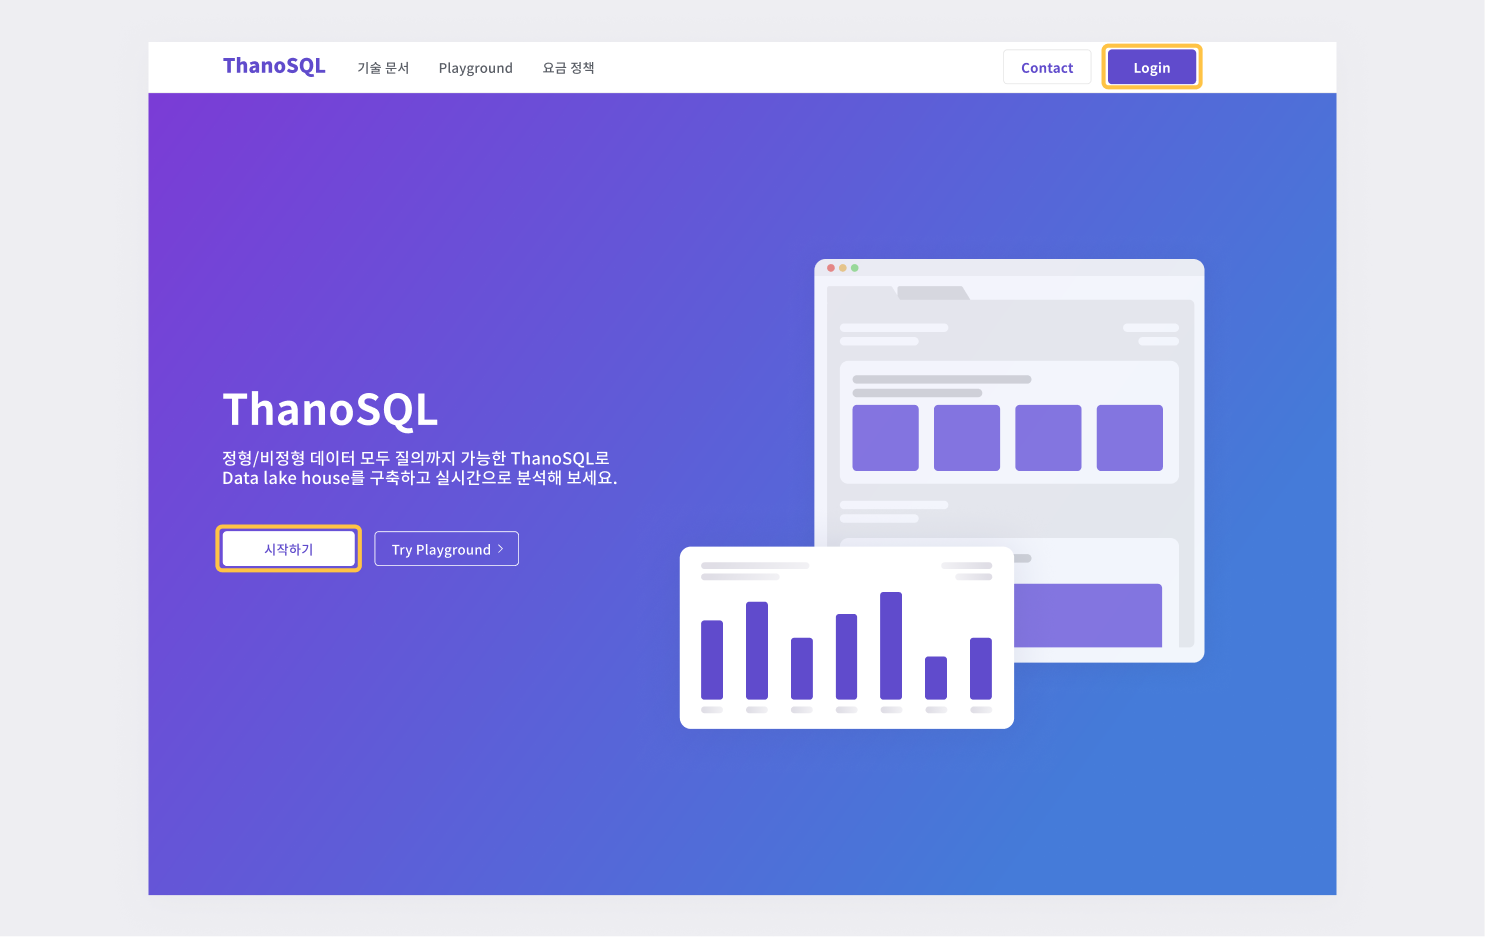 ThanoSQL
기술 문서
Playground
요금 정책
Contact
Login
ThanoSQL
정형/비정형 데이터 모두 질의까지 가능한 ThanoSQL로
Data lake house를 구축하고 실시간으로 분석해 보세요.
시작하기
Try Playground